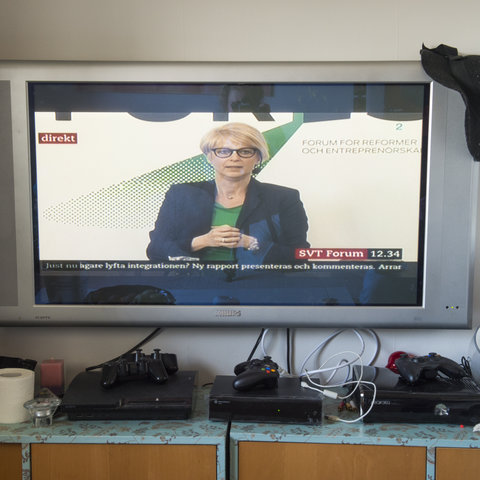 direkt
2
FORUM FÖR REFORMER
OCH ENTREPRENÖRSKA
SVT Forum 12.34
Just nu ägare lyfta integrationen? Ny rapport presenteras och kommenteras. Arrar
PHILIPS